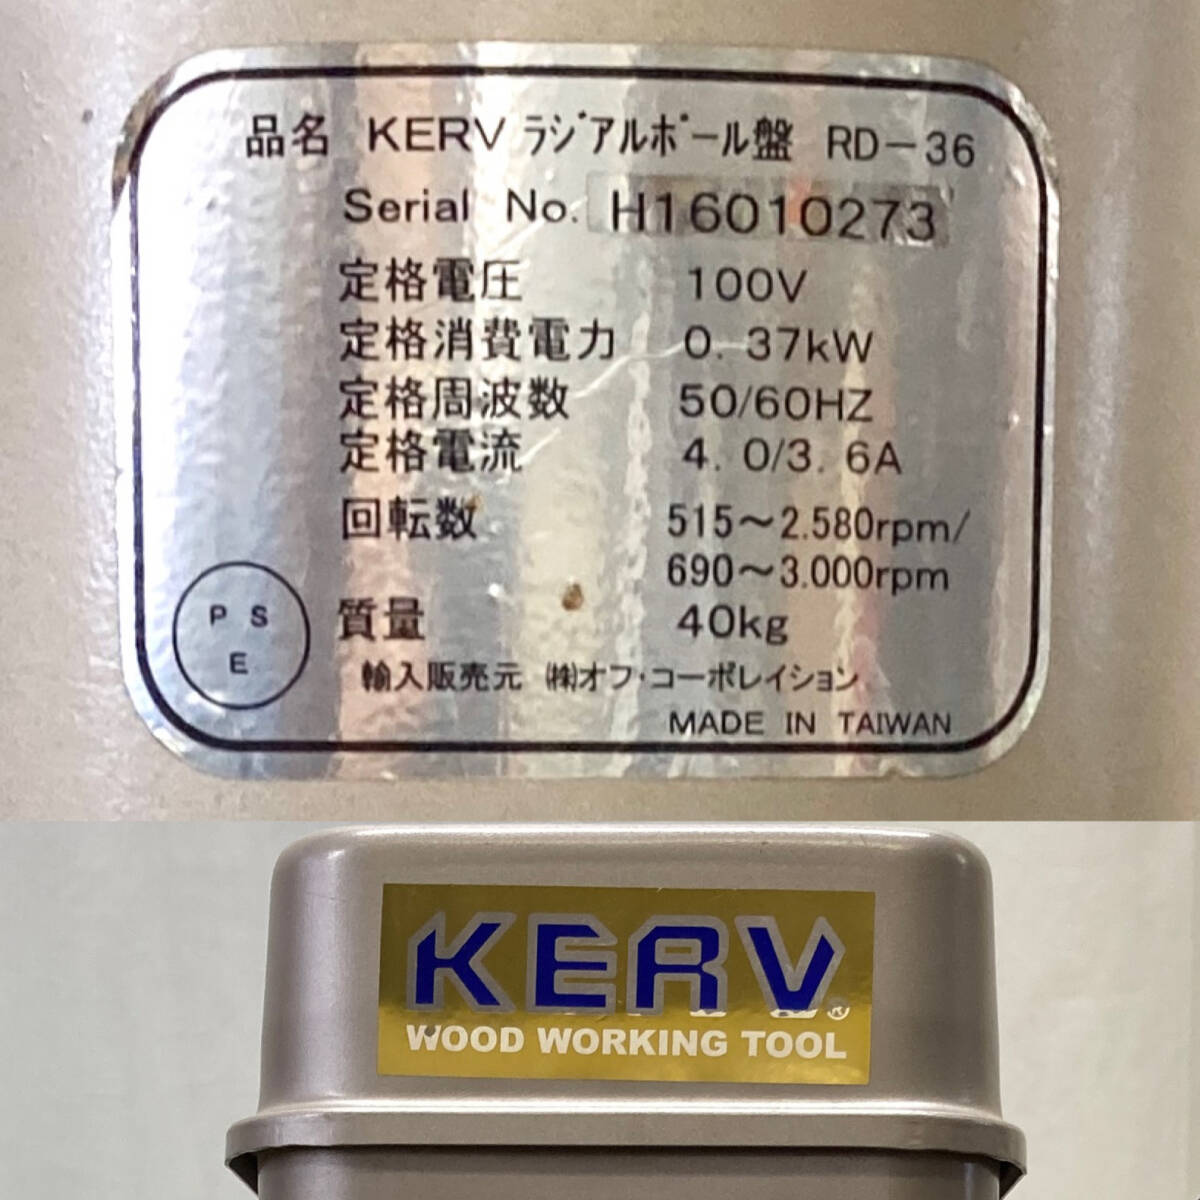 品名 KERV ラジアルボール盤 RD-36
Serial No. H16010273
定格電圧 100V
定格消費電力 0.37kW
定格周波数 50/60HZ
定格電流 4.0/3.6A
回転数 515～2.580rpm/
690～3.000rpm
質量 40kg
P S
E
輸入販売元 ㈱オフ・コーポレイション
MADE IN TAIWAN
KERV®
WOOD WORKING TOOL